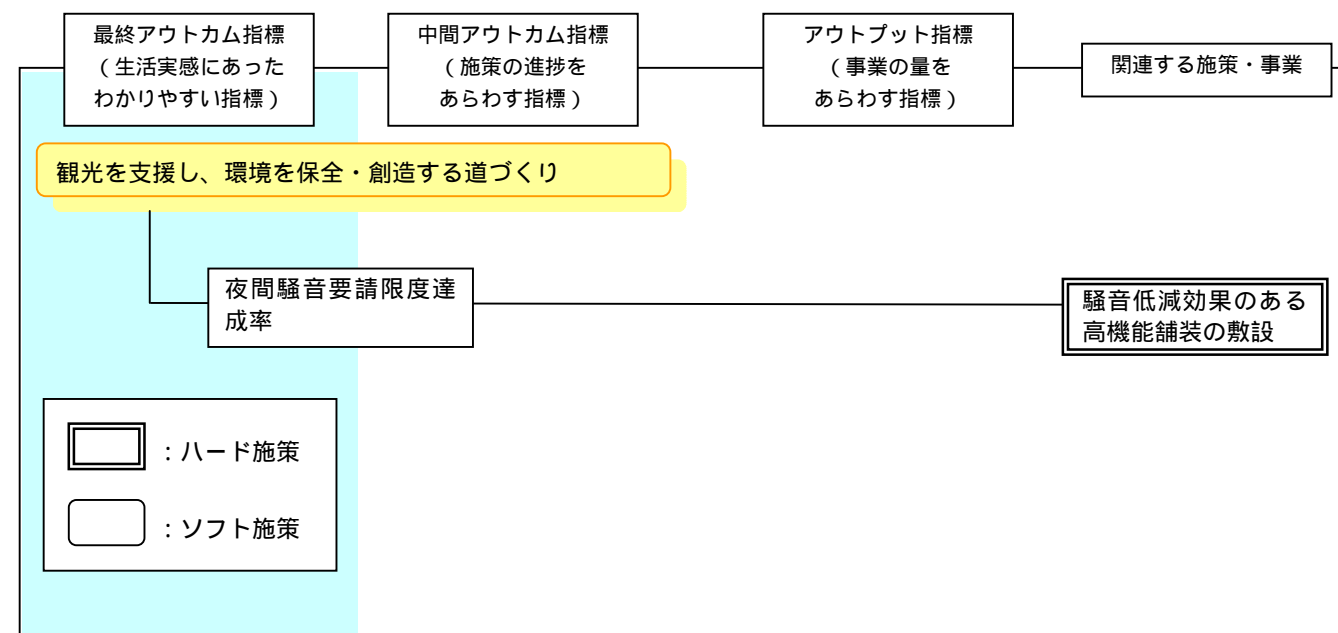 最終アウトカム指標
（生活実感にあった
わかりやすい指標）
中間アウトカム指標
（施策の進捗を
あらわす指標）
アウトプット指標
（事業の量を
あらわす指標）
関連する施策・事業
観光を支援し、環境を保全・創造する道づくり
夜間騒音要請限度達
成率
騒音低減効果のある
高機能舗装の敷設
：ハード施策
：ソフト施策